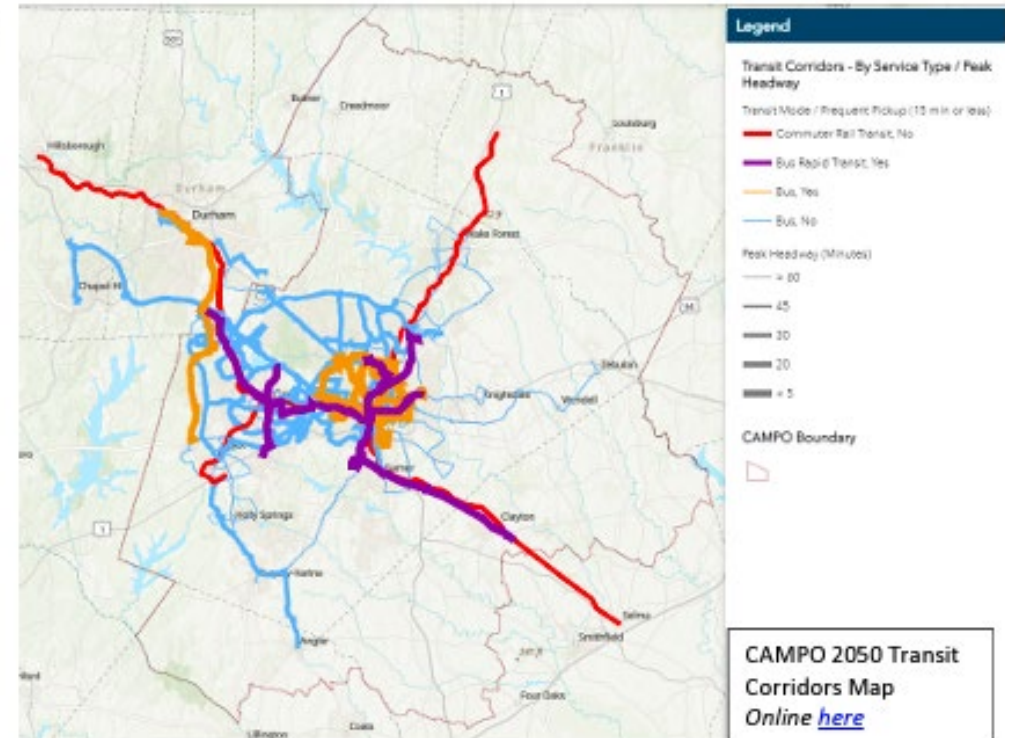 Legend
Transit Corridors - By Service Type / Peak
Headway
Transit Mode / Frequent Pickup (15 min or less)
Commuter Rail Transit, No
Bus Rapid Transit, Yes
Bus, Yes
Bus, No
Peak Headway (Minutes)
45
30
20
CAMPO Boundary
CAMPO 2050 Transit
Corridors Map
Online here
Butner
Creedmoor
1
Louisburg
Franklin
Hillsborough
Durham
Durham
Wake Forest
Chapel H
Zebulon
Knightdale
Wendell
1
Holly Springs
Clayton
Angier
Selma
Smithfield
Four Oaks
Coats
Lillington